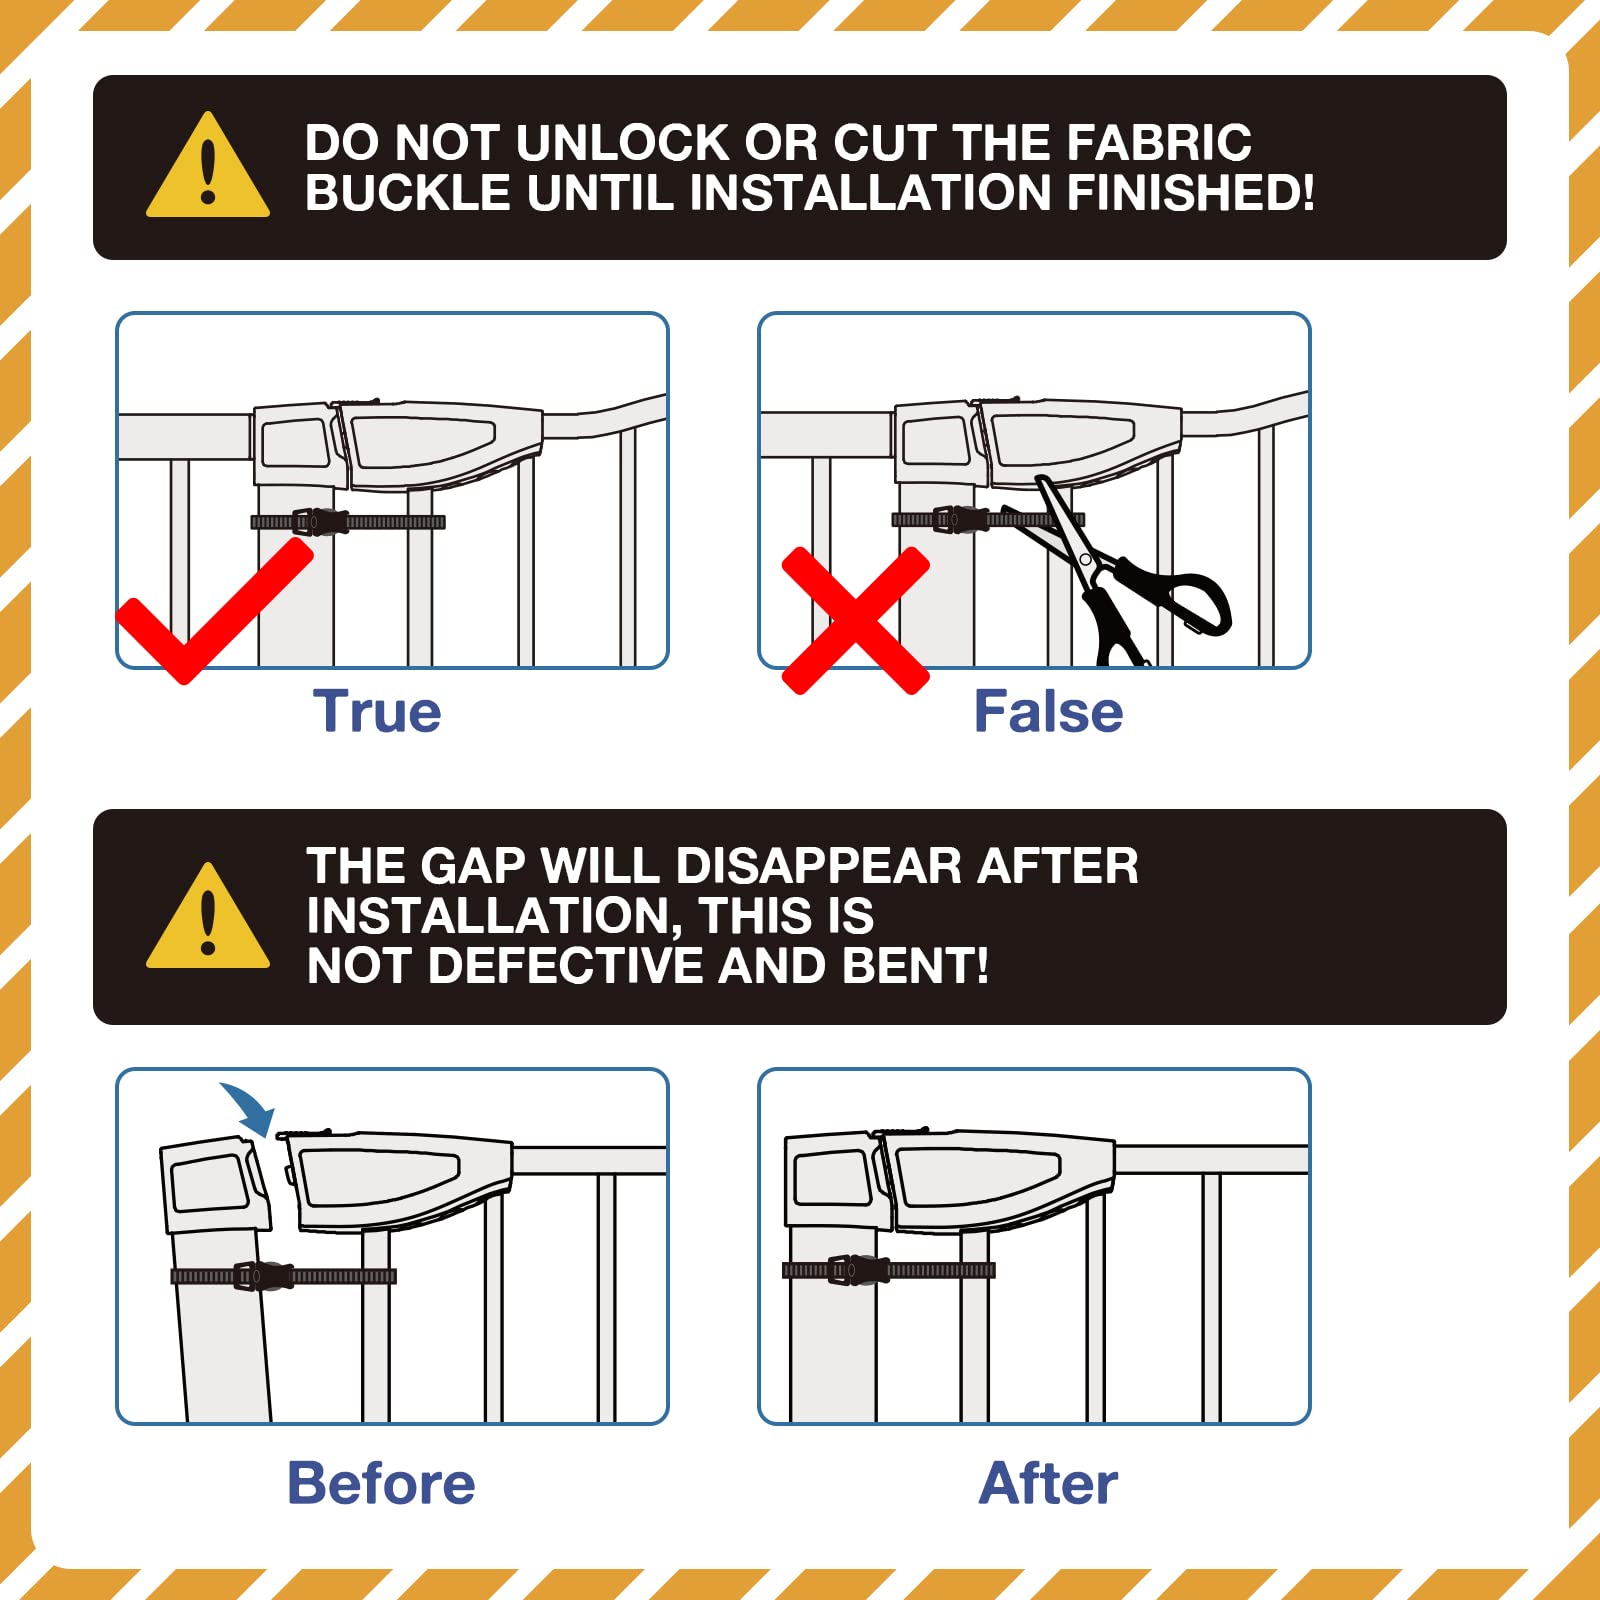 DO NOT UNLOCK OR CUT THE FABRIC
BUCKLE UNTIL INSTALLATION FINISHED!
True
False
THE GAP WILL DISAPPEAR AFTER
INSTALLATION, THIS IS
NOT DEFECTIVE AND BENT!
Before
After